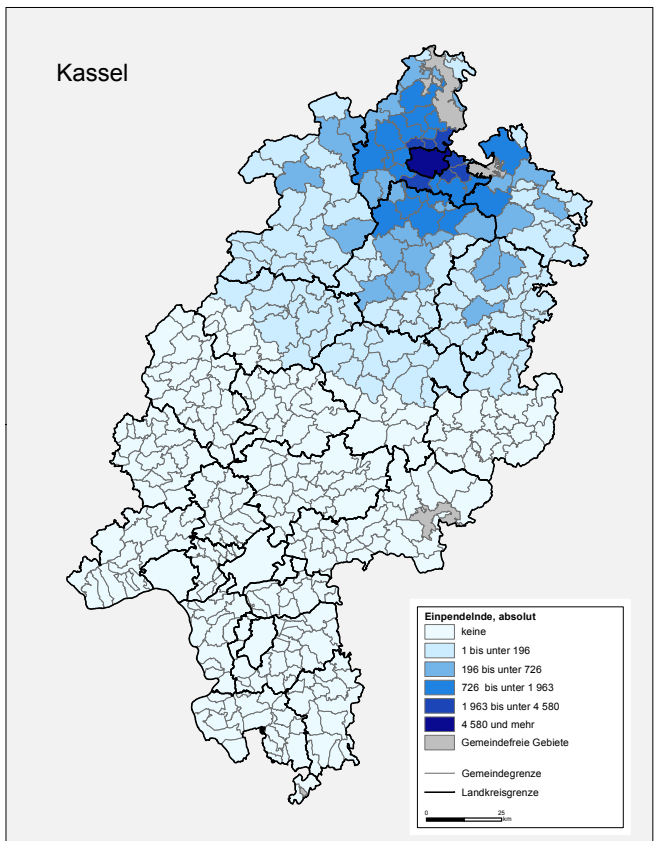 Kassel
Einpendelnde, absolut
keine
1 bis unter 196
196 bis unter 726
726 bis unter 1 963
1 963 bis unter 4 580
4 580 und mehr
Gemeindefreie Gebiete
Gemeindegrenze
Landkreisgrenze
0 25
km